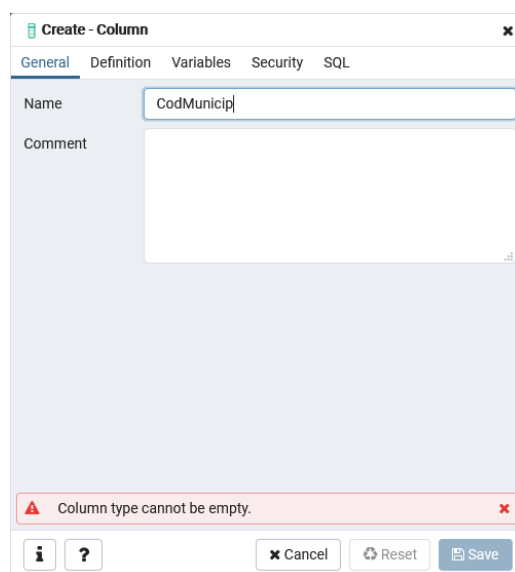 Create - Column
General Definition Variables Security SQL
Name CodMunicip
Comment
Column type cannot be empty.
i ? Cancel Reset Save